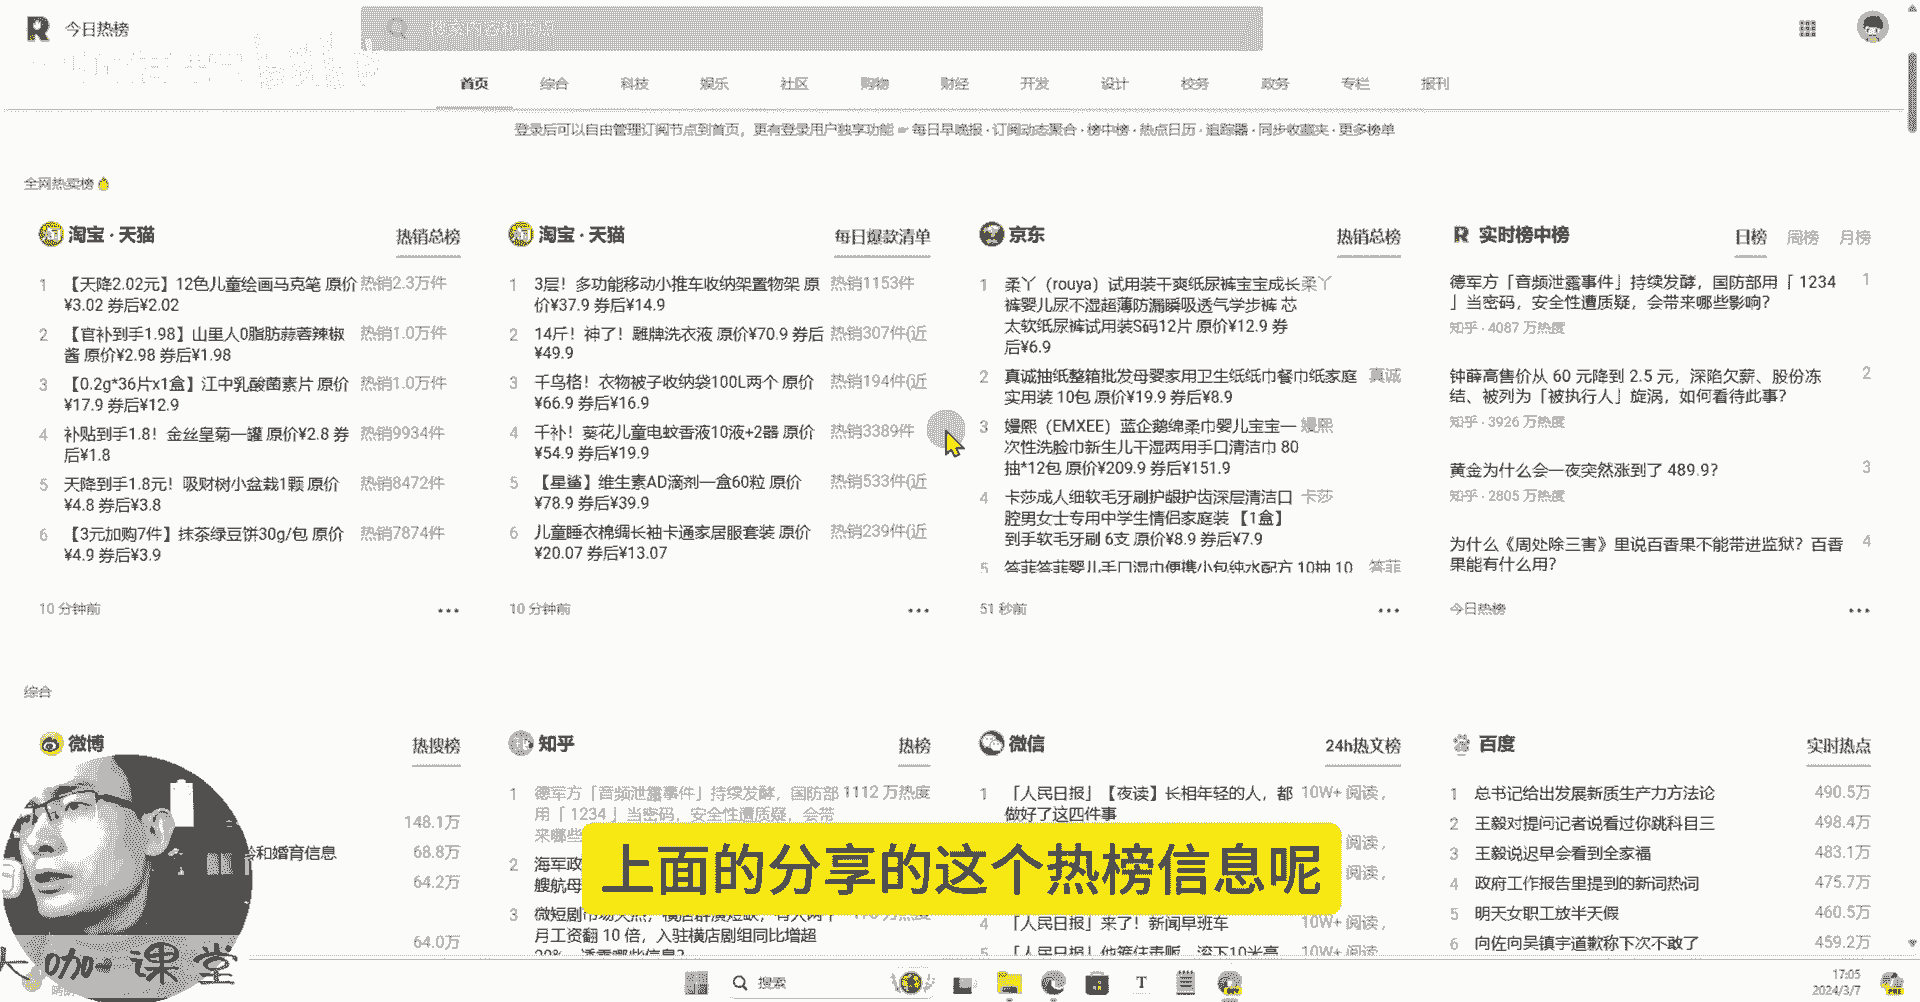 今日热榜
首页 综合 科技 娱乐 社区 购物 财经 开发 设计 校务 政务 专栏 报刊
登录后可以自由管理订阅节点到首页，更有登录用户独享功能 ☞ 每日早晚报 · 订阅动态聚合 · 榜中榜 · 热点日历 · 追踪器 · 同步收藏夹 · 更多榜单
全网热卖榜
淘宝 · 天猫 热销总榜
1 【天降2.02元】12色儿童绘画马克笔 原价 热销2.3万件
¥3.02 券后¥2.02
2 【官补到手1.98】山里人0脂肪蒜蓉辣椒 热销1.0万件
酱 原价¥2.98 券后¥1.98
3 【0.2g*36片x1盒】江中乳酸菌素片 原价 热销1.0万件
¥17.9 券后¥12.9
4 补贴到手1.8！金丝皇菊一罐 原价¥2.8 券 热销9934件
后¥1.8
5 天降到手1.8元！吸财树小盆栽1颗 原价 热销8472件
¥4.8 券后¥3.8
6 【3元加购7件】抹茶绿豆饼30g/包 原价 热销7874件
¥4.9 券后¥3.9
10 分钟前
淘宝 · 天猫 每日爆款清单
1 3层！多功能移动小推车收纳架置物架 原 热销1153件
价¥37.9 券后¥14.9
2 14斤！神了！雕牌洗衣液 原价¥70.9 券后 热销307件(近
¥49.9
3 千鸟格！衣物被子收纳袋100L两个 原价 热销194件(近
¥66.9 券后¥16.9
4 千补！葵花儿童电蚊香液10液+2器 原价 热销3389件
¥54.9 券后¥19.9
5 【星鲨】维生素AD滴剂一盒60粒 原价 热销533件(近
¥78.9 券后¥39.9
6 儿童睡衣棉绸长袖卡通家居服套装 原价 热销239件(近
¥20.07 券后¥13.07
10 分钟前
京东 热销总榜
1 柔丫（rouya）试用装干爽纸尿裤宝宝成长 柔丫
裤婴儿尿不湿超薄防漏瞬吸透气学步裤 芯
太软纸尿裤试用装S码12片 原价¥12.9 券
后¥6.9
2 真诚抽纸整箱批发母婴家用卫生纸纸巾餐巾纸家庭 真诚
实用装 10包 原价¥19.9 券后¥8.9
3 嫚熙（EMXEE）蓝企鹅绵柔巾婴儿宝宝一 嫚熙
次性洗脸巾新生儿干湿两用手口清洁巾 80
抽*12包 原价¥209.9 券后¥151.9
4 卡莎成人细软毛牙刷护龈护齿深层清洁口 卡莎
腔男女士专用中学生情侣家庭装 【1盒】
到手软毛牙刷 6支 原价¥8.9 券后¥7.9
5 答菲答菲婴儿手口湿巾便携小包纯水配方 10抽 10 答菲
51 秒前
实时榜中榜 日榜 周榜 月榜
德军方「音频泄露事件」持续发酵，国防部用「 1234 1
」当密码，安全性遭质疑，会带来哪些影响？
知乎 · 4087 万热度
钟薛高售价从 60 元降到 2.5 元，深陷欠薪、股份冻 2
结、被列为「被执行人」旋涡，如何看待此事？
知乎 · 3926 万热度
黄金为什么会一夜突然涨到了 489.9？ 3
知乎 · 2805 万热度
为什么《周处除三害》里说百香果不能带进监狱？百香 4
果能有什么用？
今日热榜
综合
微博 热搜榜
148.1万
和婚育信息 68.8万
64.2万
64.0万
知乎 热榜
1 德军方「音频泄露事件」持续发酵，国防部 1112 万热度
用「 1234 」当密码，安全性遭质疑，会带
来哪些
2 海军政
艘航母
3
月工资翻 10 倍，入驻横店剧组同比增超
微信 24h热文榜
1 「人民日报」【夜读】长相年轻的人，都 10W+ 阅读，
做好了这四件事
阅读，
阅读，
4 「人民日报」来了！新闻早班车 10W+ 阅读，
10W+ 阅读，
百度 实时热点
1 总书记给出发展新质生产力方法论 490.5万
2 王毅对提问记者说看过你跳科目三 498.4万
3 王毅说迟早会看到全家福 483.1万
4 政府工作报告里提到的新词热词 475.7万
5 明天女职工放半天假 460.5万
6 向佐向吴镇宇道歉称下次不敢了 459.2万
上面的分享的这个热榜信息呢
大咖课堂
搜索
17:05
2024/3/7